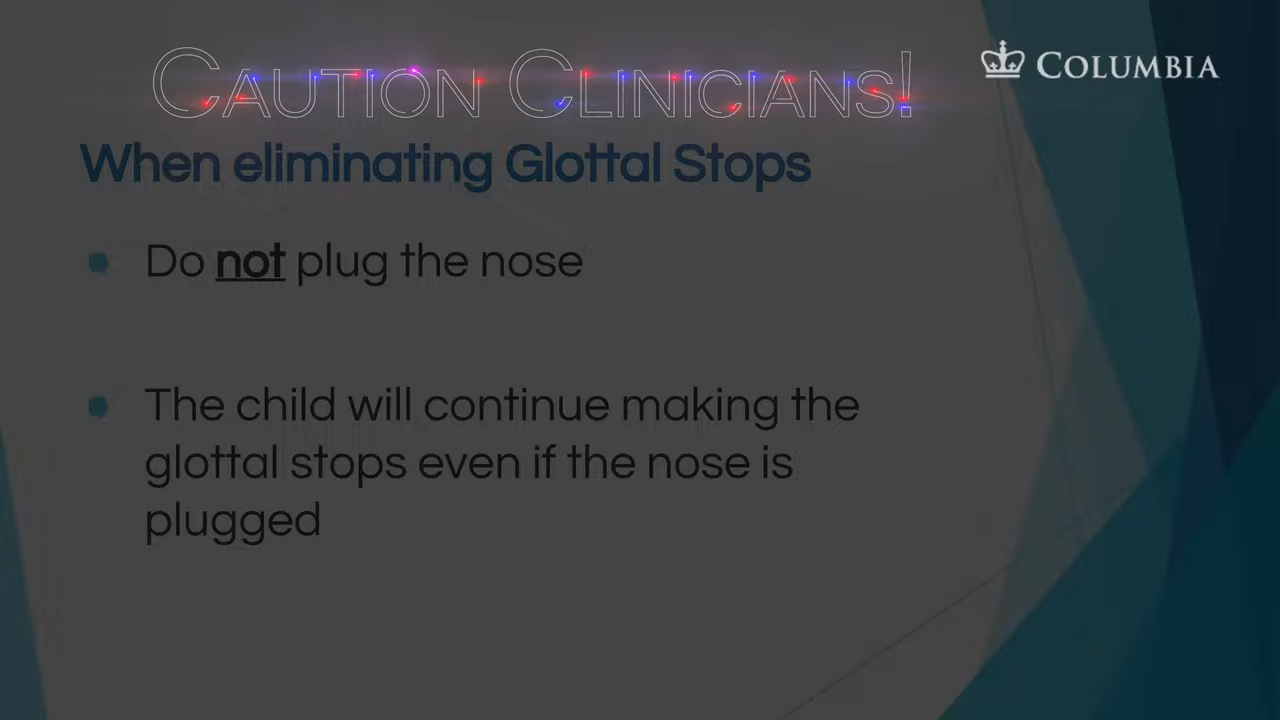 CAUTION CLINICIANS!
COLUMBIA
When eliminating Glottal Stops
Do not plug the nose
The child will continue making the
glottal stops even if the nose is
plugged